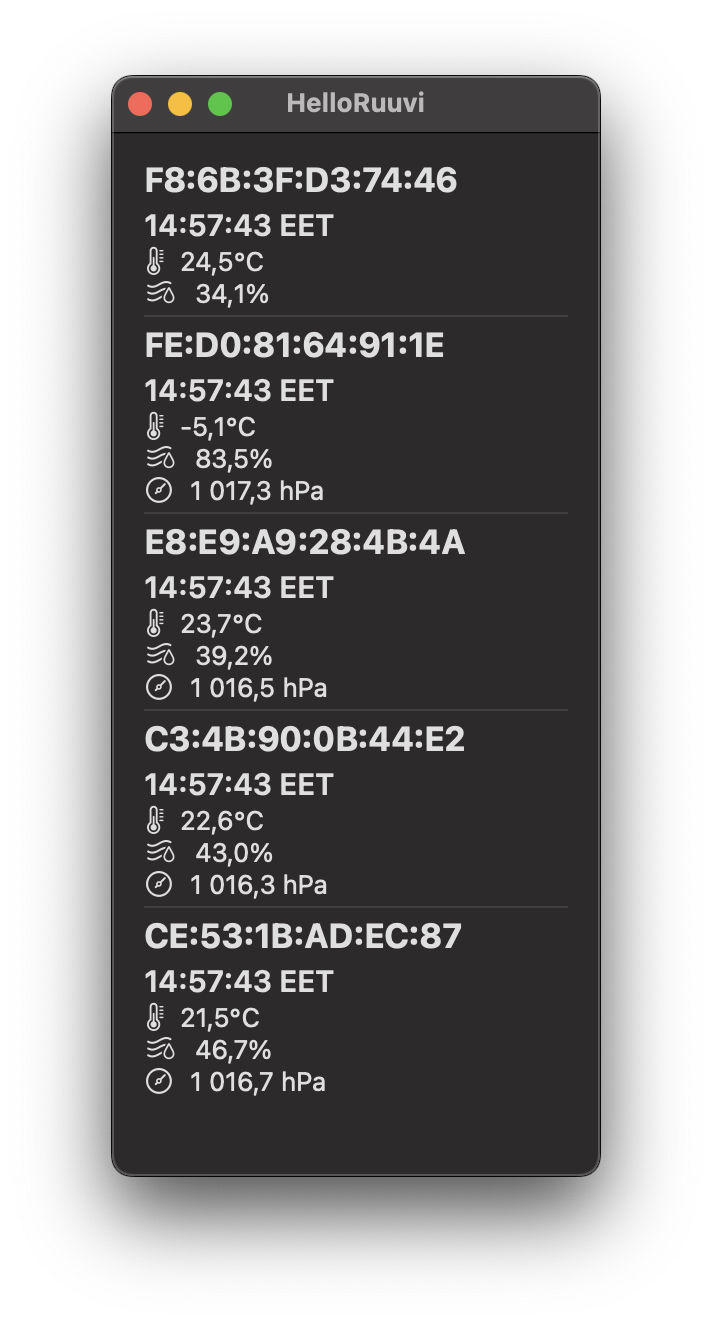 HelloRuuvi
F8:6B:3F:D3:74:46
14:57:43 EET
24,5°C
34,1%
FE:D0:81:64:91:1E
14:57:43 EET
-5,1°C
83,5%
1 017,3 hPa
E8:E9:A9:28:4B:4A
14:57:43 EET
23,7°C
39,2%
1 016,5 hPa
C3:4B:90:0B:44:E2
14:57:43 EET
22,6°C
43,0%
1 016,3 hPa
CE:53:1B:AD:EC:87
14:57:43 EET
21,5°C
46,7%
1 016,7 hPa